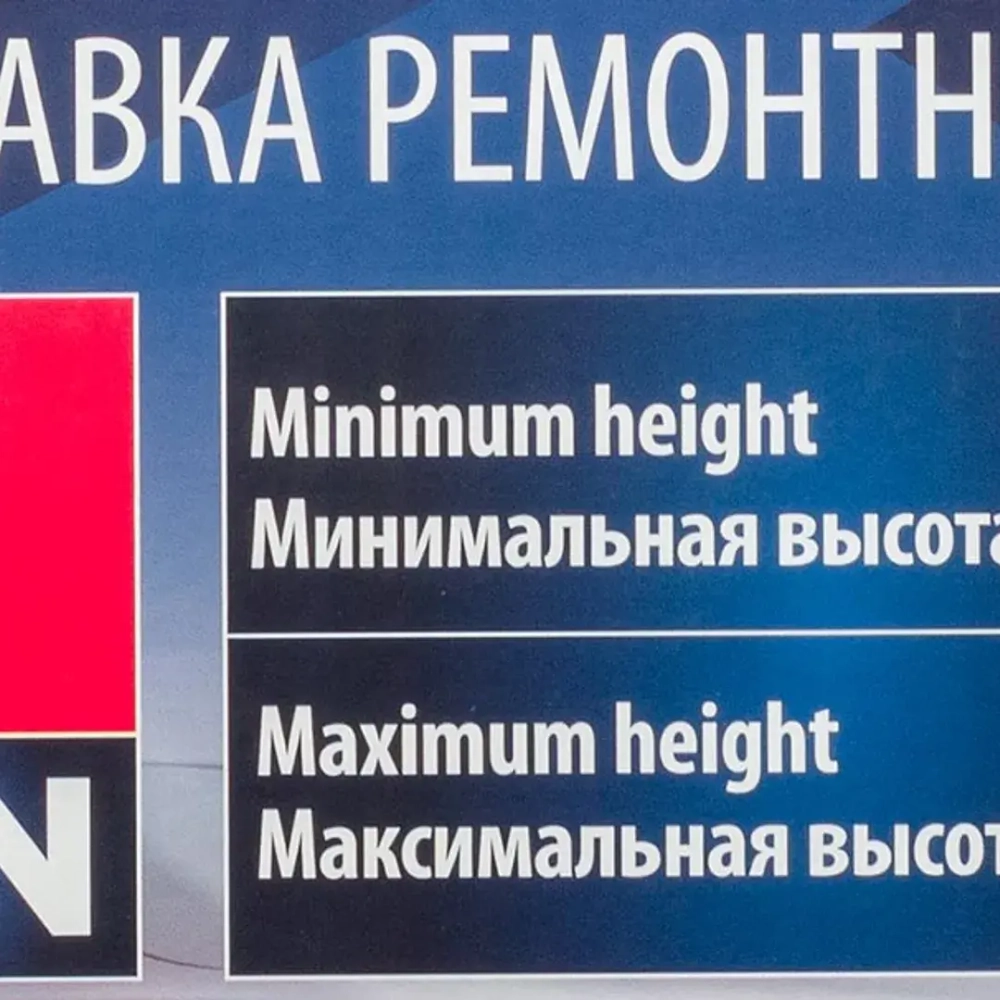 АВКА РЕМОНТН
Minimum height
Минимальная высота
Maximum height
Максимальная высот
N